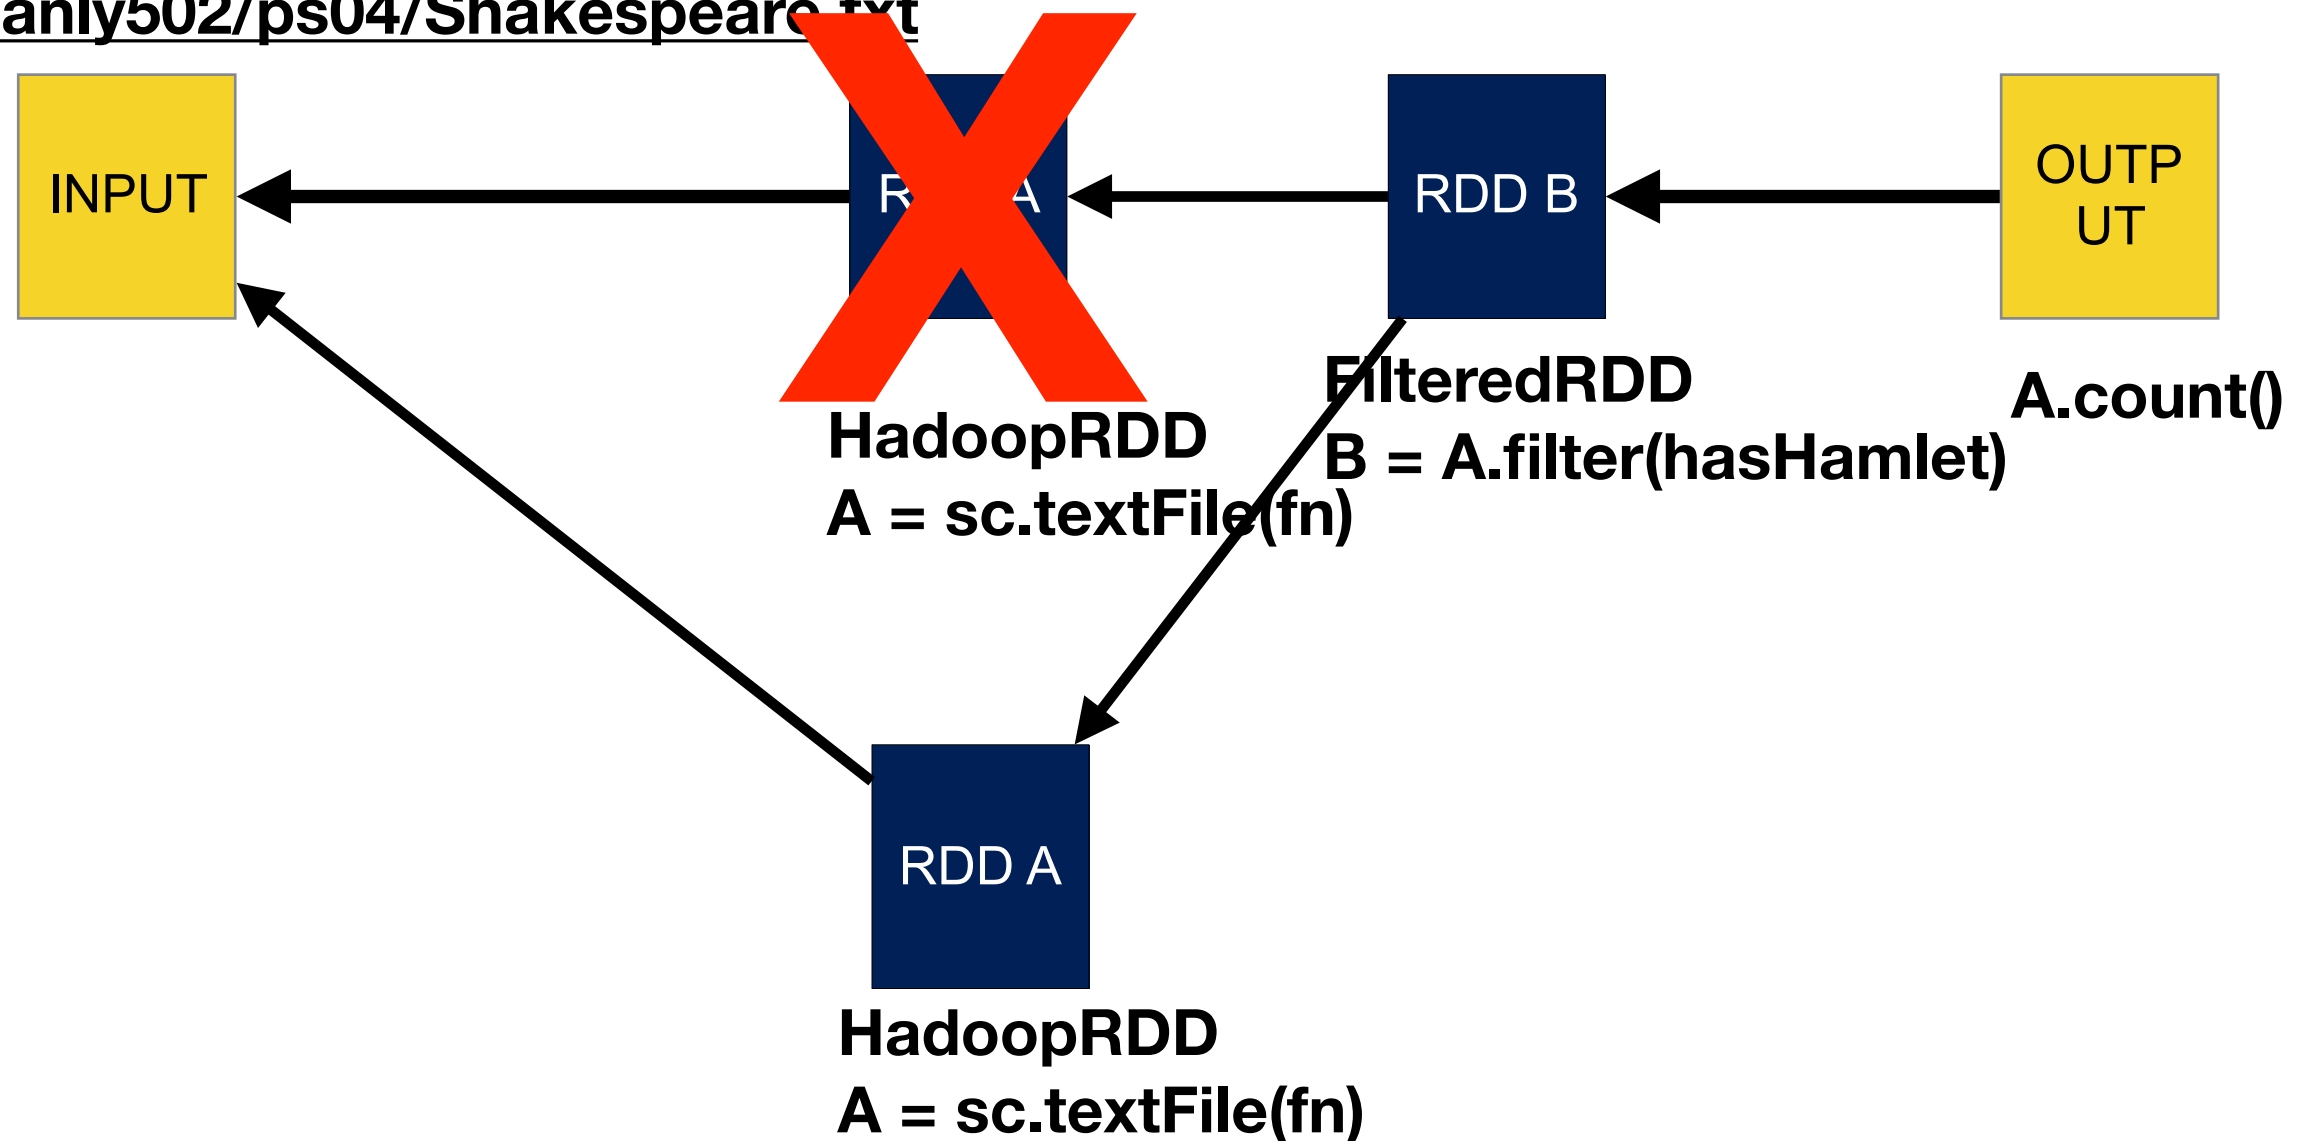 anly502/ps04/Shakespeare.txt
INPUT
RDD A
RDD B
OUTP
UT
FilteredRDD
B = A.filter(hasHamlet)
A.count()
HadoopRDD
A = sc.textFile(fn)
RDD A
HadoopRDD
A = sc.textFile(fn)